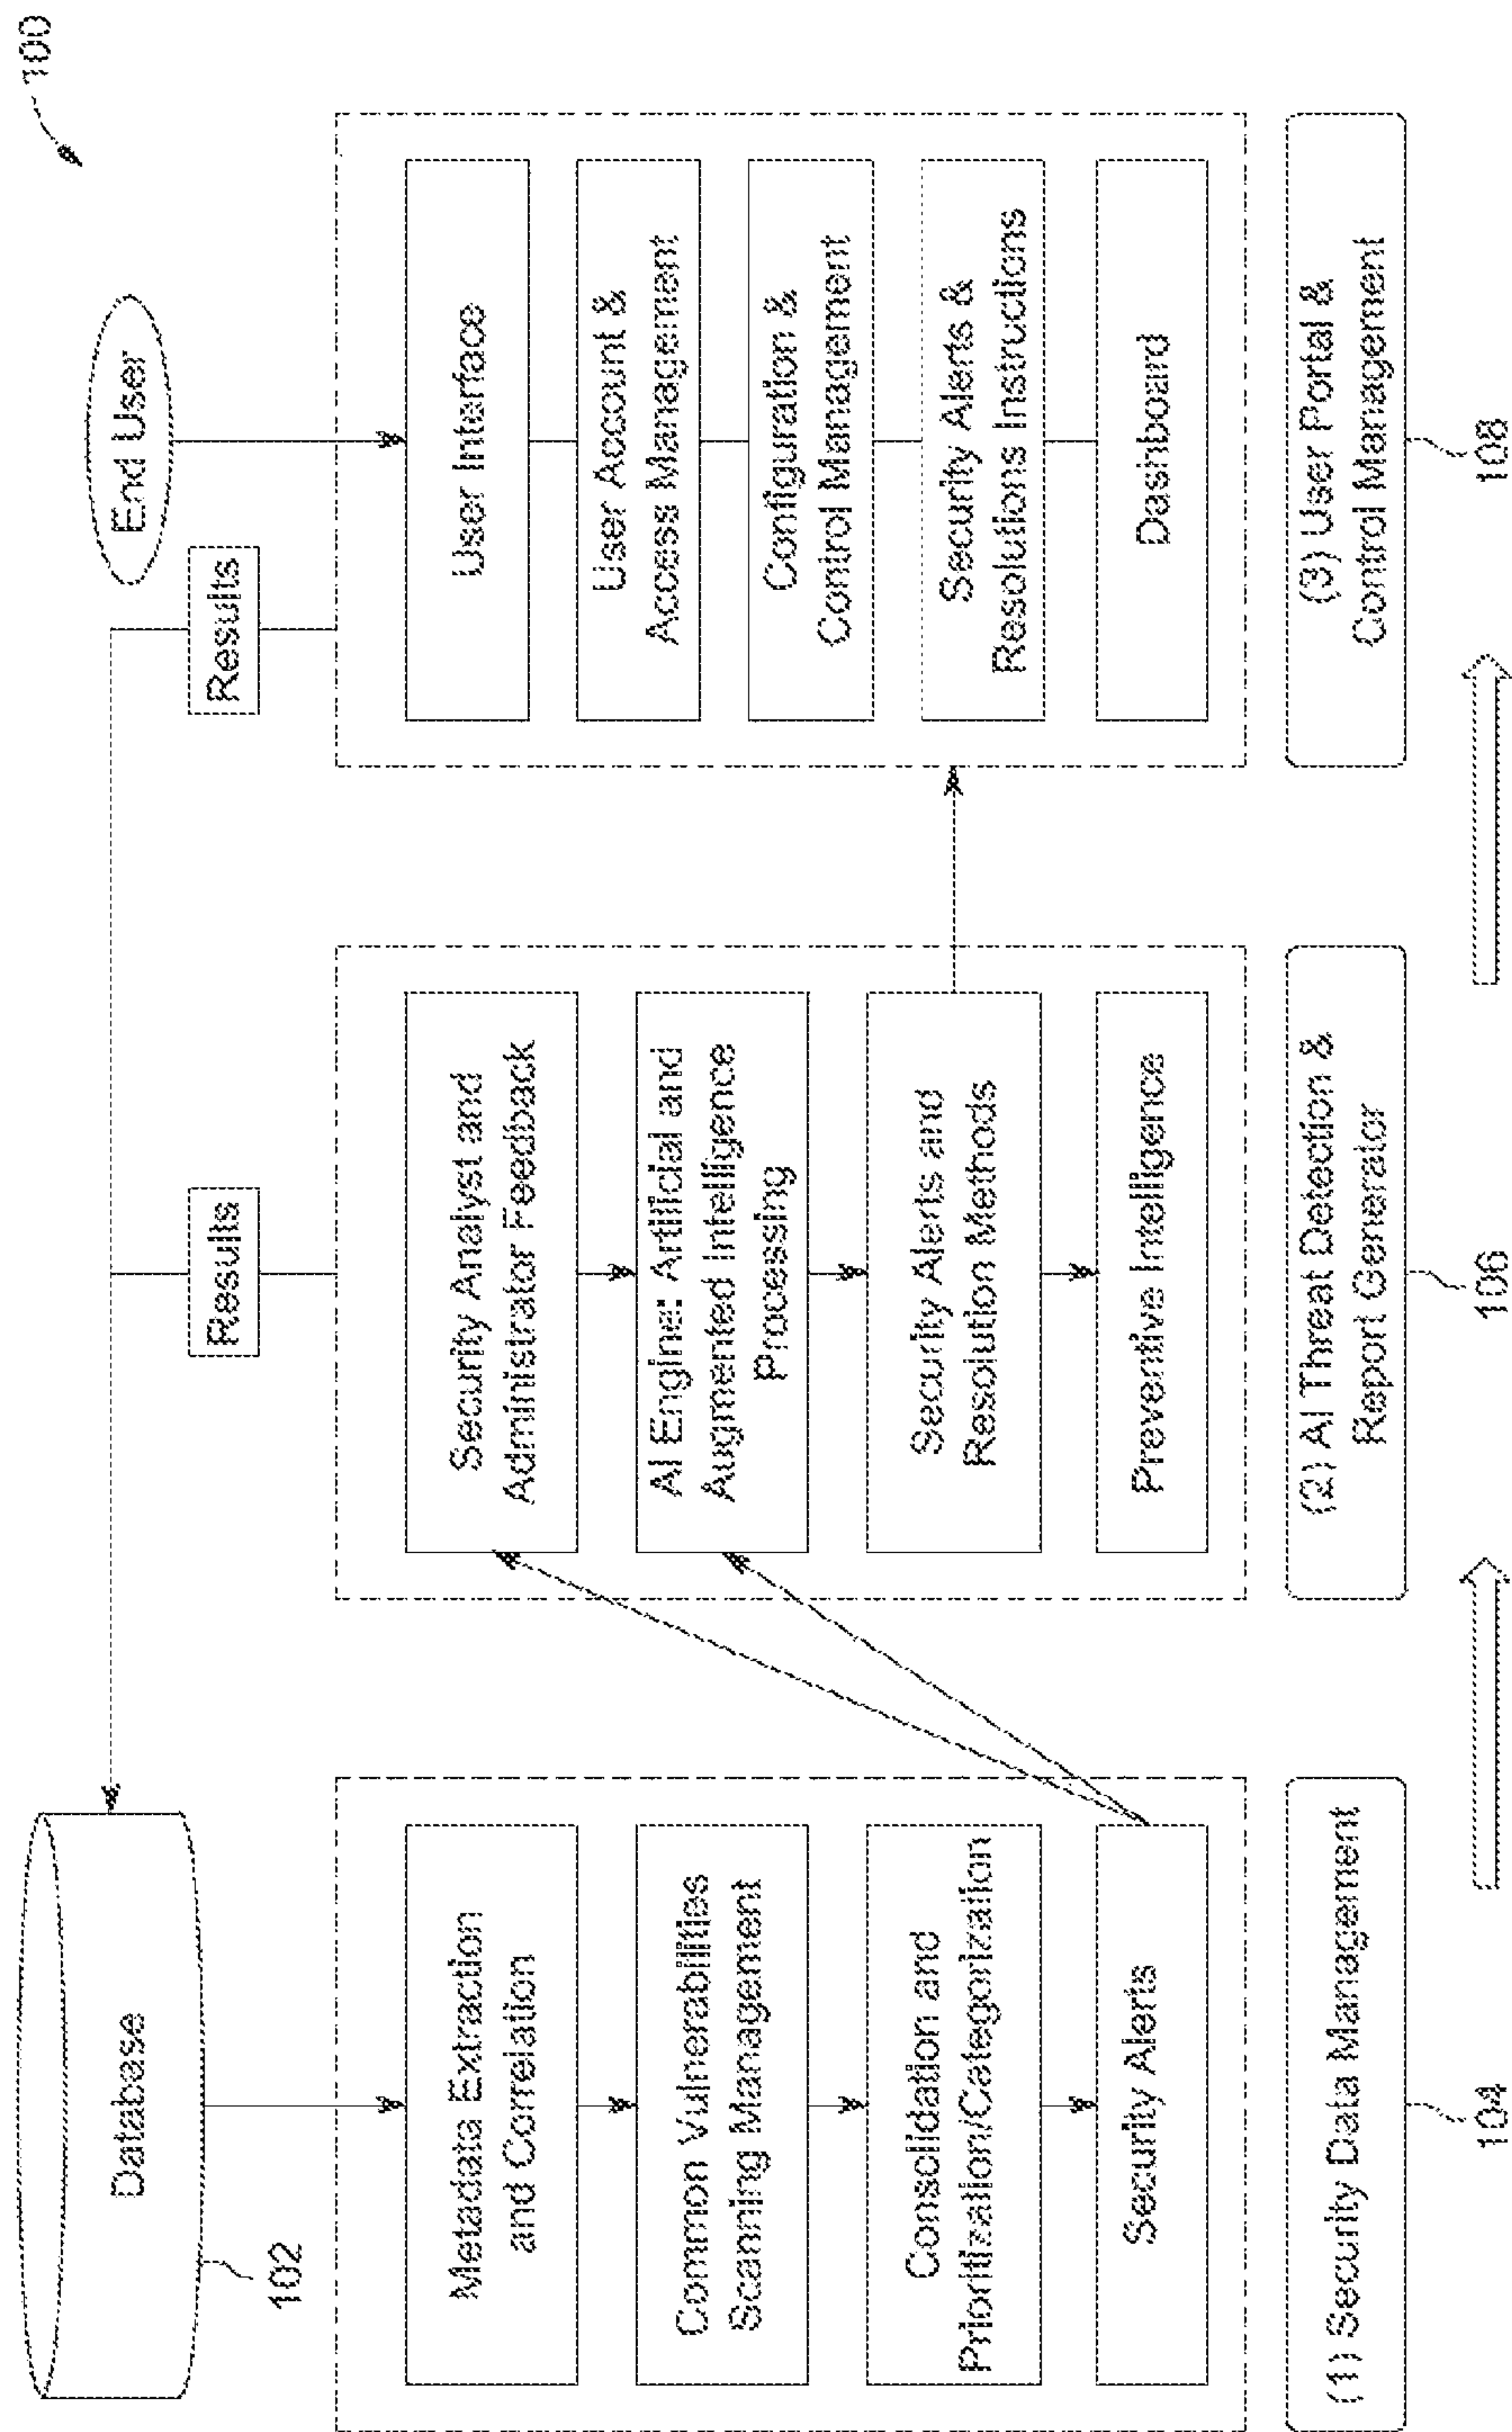 100
Database
102
End User
Results
Results
Metadata Extraction
and Correlation
Common Vulnerabilities
Scanning Management
Consolidation and
Prioritization/Categorization
Security Alerts
(1) Security Data Management
104
Security Analyst and
Administrator Feedback
AI Engine: Artificial and
Augmented Intelligence
Processing
Security Alerts and
Resolution Methods
Preventive Intelligence
(2) AI Threat Detection &
Report Generator
106
User Interface
User Account &
Access Management
Configuration &
Control Management
Security Alerts &
Resolutions Instructions
Dashboard
(3) User Portal &
Control Management
108